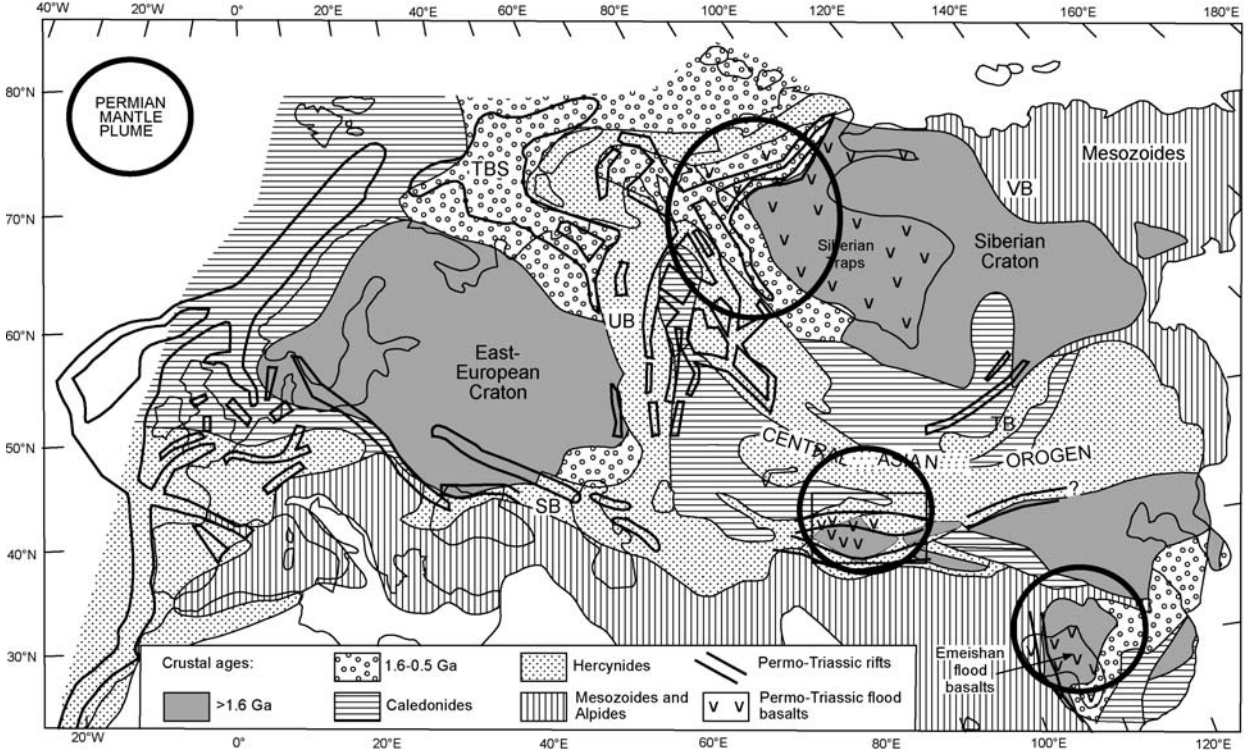 40°W 20°W 0° 20°E 40°E 60°E 80°E 100°E 120°E 140°E 160°E 180°E
80°N
70°N
60°N
50°N
40°N
30°N
PERMIAN
MANTLE
PLUME
TBS
Mesozoides
VB
Siberian
Craton
Siberian
raps
UB
East-
European
Craton
TB
CENTRAL ASIAN OROGEN
?
SB
Emeishan
flood
basalts
Crustal ages:
1.6-0.5 Ga
Hercynides
Permo-Triassic rifts
>1.6 Ga
Caledonides
Mesozoides and
Alpides
v v
Permo-Triassic flood
basalts
20°W 0° 20°E 40°E 60°E 80°E 100°E 120°E